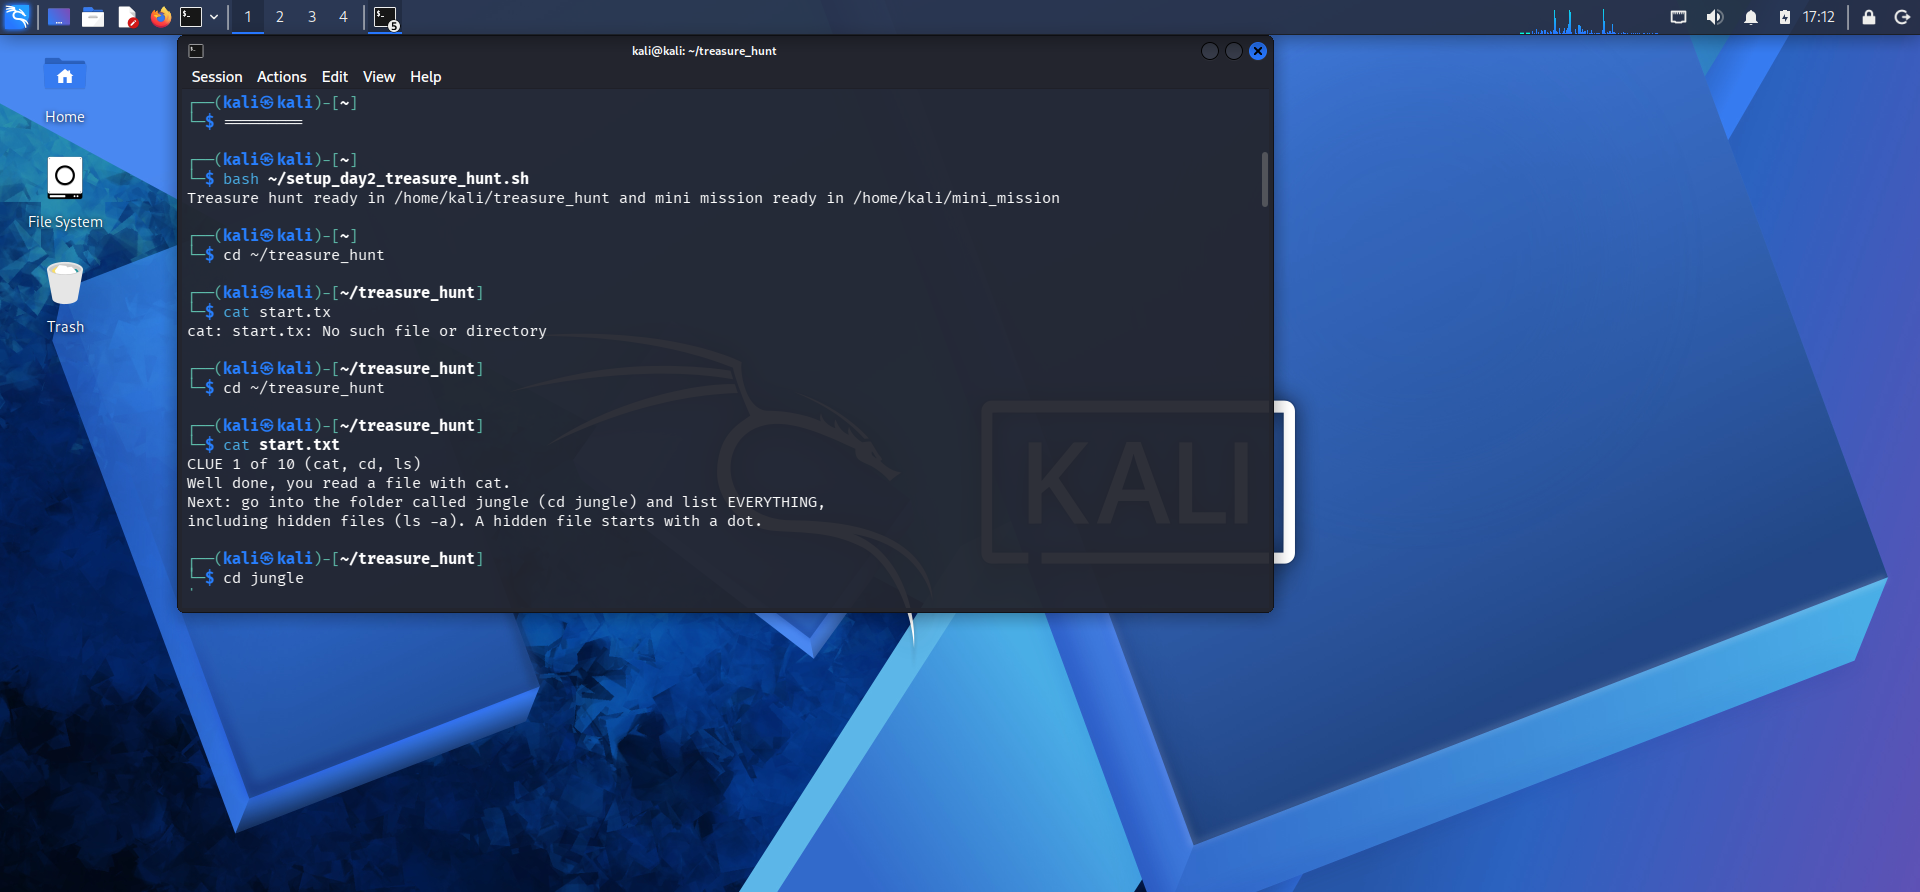 1 2 3 4 5 17:12
Home
File System
Trash
kali@kali: ~/treasure_hunt
Session Actions Edit View Help
┌──(kali㉿kali)-[~]
└─$ ══════════
┌──(kali㉿kali)-[~]
└─$ bash ~/setup_day2_treasure_hunt.sh
Treasure hunt ready in /home/kali/treasure_hunt and mini mission ready in /home/kali/mini_mission
┌──(kali㉿kali)-[~]
└─$ cd ~/treasure_hunt
┌──(kali㉿kali)-[~/treasure_hunt]
└─$ cat start.tx
cat: start.tx: No such file or directory
┌──(kali㉿kali)-[~/treasure_hunt]
└─$ cd ~/treasure_hunt
┌──(kali㉿kali)-[~/treasure_hunt]
└─$ cat start.txt
CLUE 1 of 10 (cat, cd, ls)
Well done, you read a file with cat.
Next: go into the folder called jungle (cd jungle) and list EVERYTHING,
including hidden files (ls -a). A hidden file starts with a dot.
┌──(kali㉿kali)-[~/treasure_hunt]
└─$ cd jungle
KALI